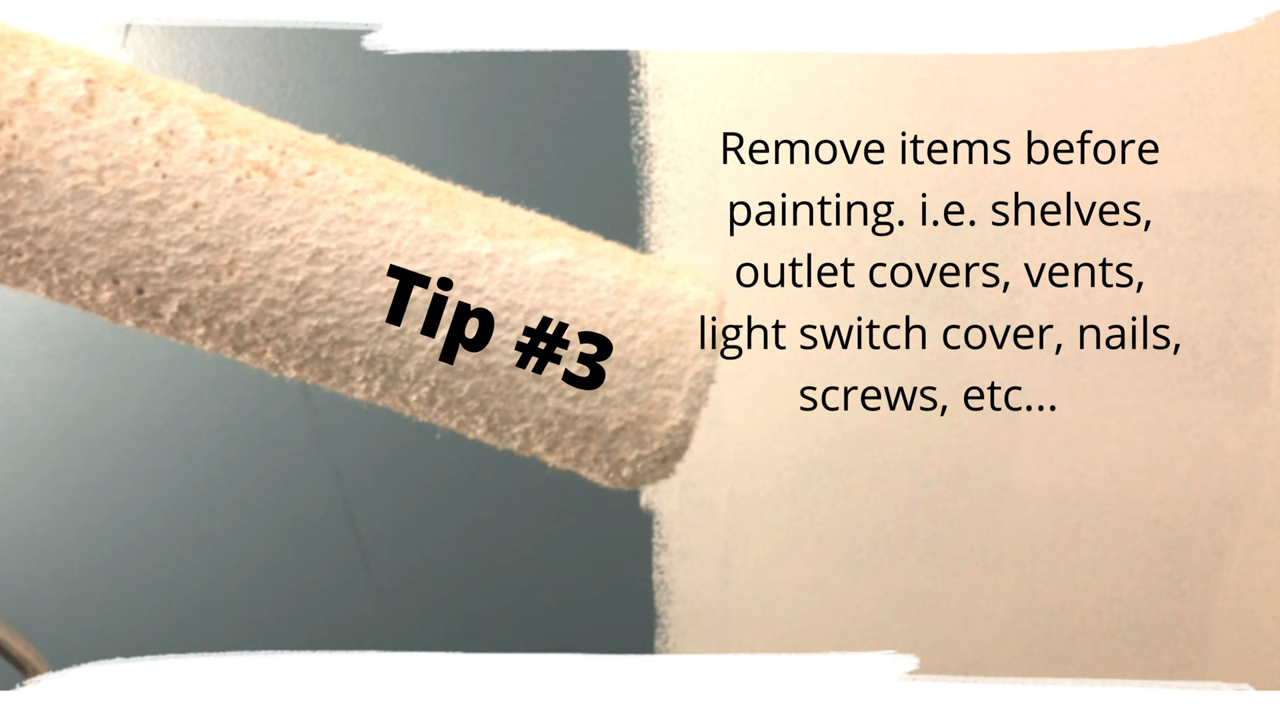 Tip #3
Remove items before
painting. i.e. shelves,
outlet covers, vents,
light switch cover, nails,
screws, etc...